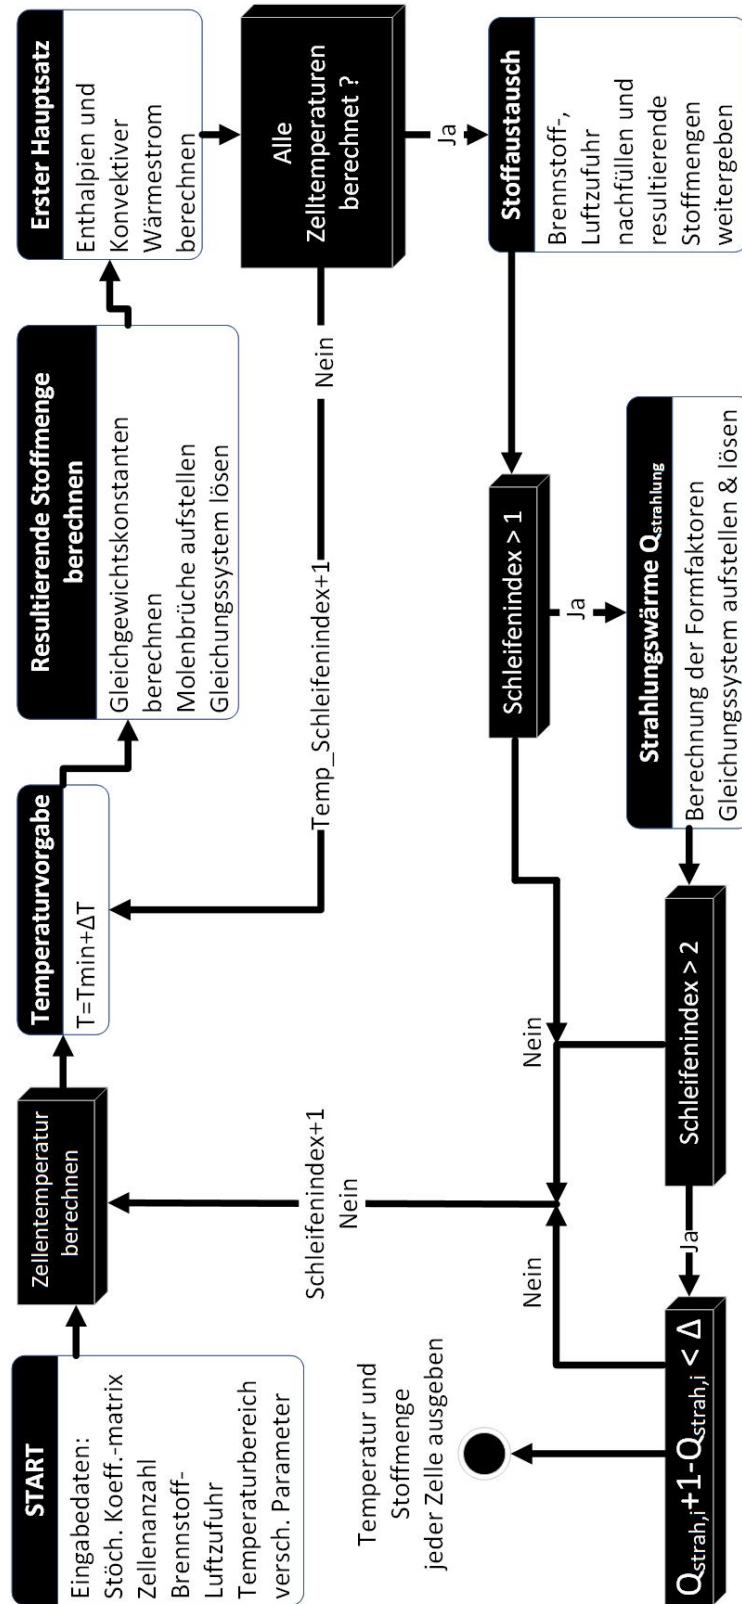 START
Eingabedaten:
Stöch. Koeff.-matrix
Zellenanzahl
Brennstoff-
Luftzufuhr
Temperaturbereich
versch. Parameter
Zellentemperatur
berechnen
Temperaturvorgabe
T=Tmin+ΔT
Resultierende Stoffmenge
berechnen
Gleichgewichtskonstanten
berechnen
Molenbrüche aufstellen
Gleichungssystem lösen
Erster Hauptsatz
Enthalpien und
Konvektiver
Wärmestrom
berechnen
Alle
Zelltemperaturen
berechnet ?
Nein
Temp_Schleifenindex+1
Ja
Stoffaustausch
Brennstoff-,
Luftzufuhr
nachfüllen und
resultierende
Stoffmengen
weitergeben
Schleifenindex > 1
Nein
Ja
Strahlungswärme Qstrahlung
Berechnung der Formfaktoren
Gleichungssystem aufstellen & lösen
Schleifenindex > 2
Ja
Schleifenindex+1
Nein
Nein
Qstrah,i+1-Qstrah,i < Δ
Temperatur und
Stoffmenge
jeder Zelle ausgeben